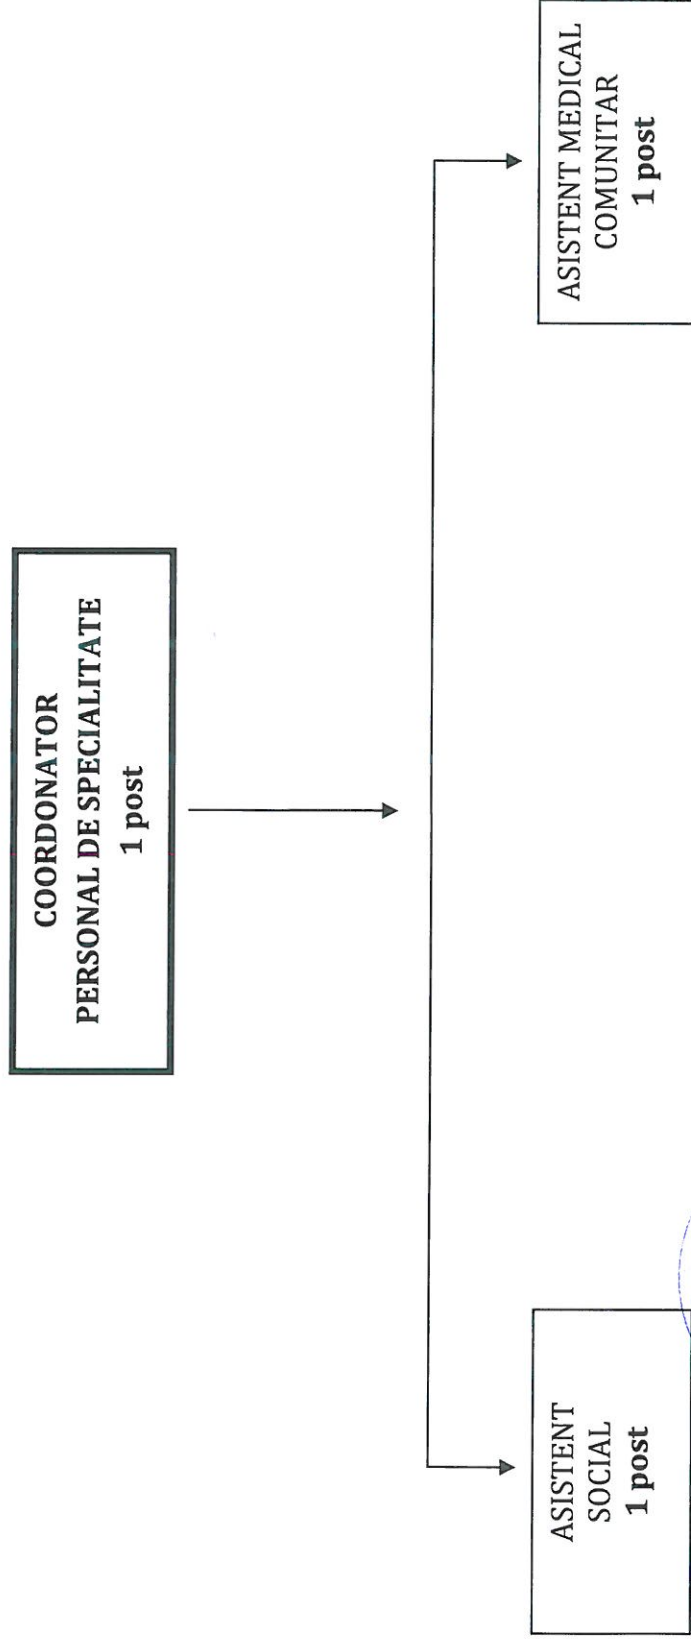 COORDONATOR
PERSONAL DE SPECIALITATE
1 post
ASISTENT
SOCIAL
1 post
ASISTENT MEDICAL
COMUNITAR
1 post